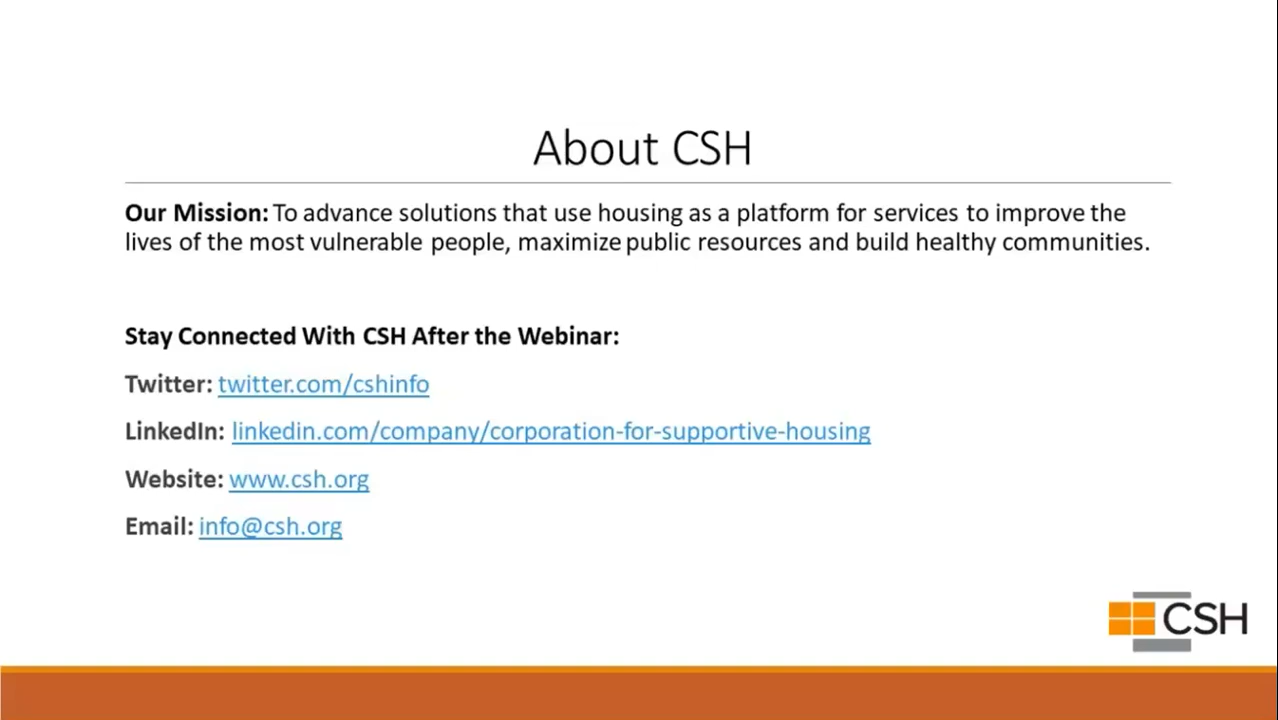 About CSH
Our Mission: To advance solutions that use housing as a platform for services to improve the
lives of the most vulnerable people, maximize public resources and build healthy communities.
Stay Connected With CSH After the Webinar:
Twitter: twitter.com/cshinfo
LinkedIn: linkedin.com/company/corporation-for-supportive-housing
Website: www.csh.org
Email: info@csh.org
CSH